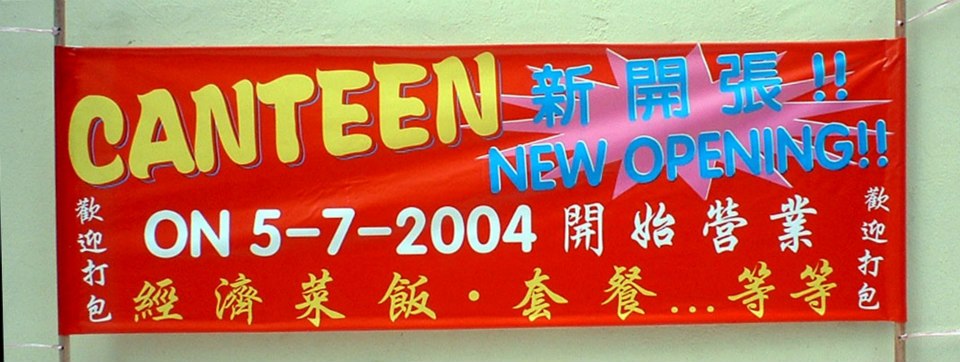 CANTEEN
新開張!!
NEW OPENING!!
歡迎打包
ON 5-7-2004 開始營業
歡迎打包
經濟菜飯·套餐...等等